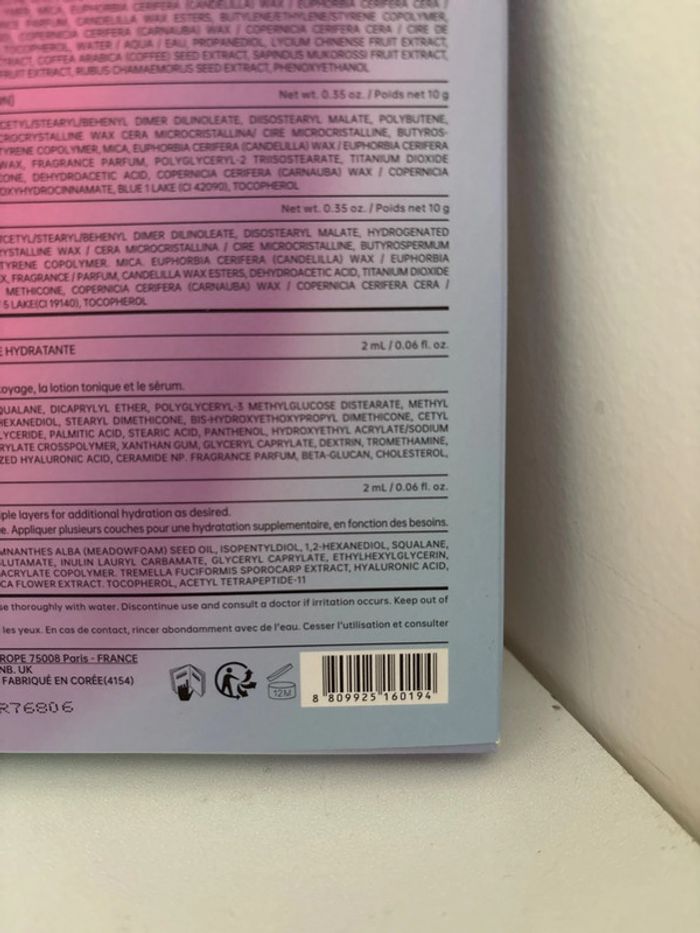 MICA, EUPHORBIA CERIFERA (CANDELILLA) WAX / EUPHORBIA CERIFERA CERA /
CANDELILLA WAX ESTERS, BUTYLENE/ETHYLENE/STYRENE COPOLYMER,
COPERNICIA CERIFERA (CARNAUBA) WAX / COPERNICIA CERIFERA CERA / CIRE DE
TOCOPHEROL, WATER / AQUA / EAU, PROPANEDIOL, LYCIUM CHINENSE FRUIT EXTRACT,
COFFEA ARABICA (COFFEE) SEED EXTRACT, SAPINDUS MUKOROSSI FRUIT EXTRACT,
FRUIT EXTRACT, RUBUS CHAMAEMORUS SEED EXTRACT, PHENOXYETHANOL
Net wt. 0.35 oz. / Poids net 10 g
CETYL/STEARYL/BEHENYL DIMER DILINOLEATE, DIISOSTEARYL MALATE, POLYBUTENE,
CROCRYSTALLINE WAX CERA MICROCRISTALLINA/ CIRE MICROCRISTALLINE, BUTYROS-
TYRENE COPOLYMER, MICA, EUPHORBIA CERIFERA (CANDELILLA) WAX / EUPHORBIA CERIFERA
WAX, FRAGRANCE PARFUM, POLYGLYCERYL-2 TRIISOSTEARATE, TITANIUM DIOXIDE
CONE, DEHYDROACETIC ACID, COPERNICIA CERIFERA (CARNAUBA) WAX / COPERNICIA
OXYHYDROCINNAMATE, BLUE 1 LAKE (CI 42090), TOCOPHEROL
Net wt. 0.35 oz. / Poids net 10 g
/CETYL/STEARYL/BEHENYL DIMER DILINOLEATE, DISOSTEARYL MALATE, HYDROGENATED
YSTALLINE WAX / CERA MICROCRISTALLINA / CIRE MICROCRISTALLINE, BUTYROSPERMUM
TYRENE COPOLYMER. MICA. EUPHORBIA CERIFERA (CANDELILLA) WAX / EUPHORBIA
X, FRAGRANCE / PARFUM, CANDELILLA WAX ESTERS, DEHYDROACETIC ACID, TITANIUM DIOXIDE
METHICONE, COPERNICIA CERIFERA (CARNAUBA) WAX / COPERNICIA CERIFERA CERA /
5 LAKE(CI 19140), TOCOPHEROL
E HYDRATANTE 2 mL / 0.06 fl. oz.
oyage, la lotion tonique et le sérum.
QUALANE, DICAPRYLYL ETHER, POLYGLYCERYL-3 METHYLGLUCOSE DISTEARATE, METHYL
HEXANEDIOL, STEARYL DIMETHICONE, BIS-HYDROXYETHOXYPROPYL DIMETHICONE, CETYL
LYCERIDE, PALMITIC ACID, STEARIC ACID, PANTHENOL, HYDROXYETHYL ACRYLATE/SODIUM
RYLATE CROSSPOLYMER, XANTHAN GUM, GLYCERYL CAPRYLATE, DEXTRIN, TROMETHAMINE,
ZED HYALURONIC ACID, CERAMIDE NP. FRAGRANCE PARFUM, BETA-GLUCAN, CHOLESTEROL,
2 mL / 0.06 fl. oz.
iple layers for additional hydration as desired.
e. Appliquer plusieurs couches pour une hydratation supplementaire, en fonction des besoins.
MNANTHES ALBA (MEADOWFOAM) SEED OIL, ISOPENTYLDIOL, 1,2-HEXANEDIOL, SQUALANE,
LUTAMATE, INULIN LAURYL CARBAMATE, GLYCERYL CAPRYLATE, ETHYLHEXYLGLYCERIN,
ACRYLATE COPOLYMER. TREMELLA FUCIFORMIS SPOROCARP EXTRACT, HYALURONIC ACID,
CA FLOWER EXTRACT. TOCOPHEROL, ACETYL TETRAPEPTIDE-11
se thoroughly with water. Discontinue use and consult a doctor if irritation occurs. Keep out of
les yeux. En cas de contact, rincer abondamment avec de l'eau. Cesser l'utilisation et consulter
ROPE 75008 Paris - FRANCE
NB. UK
FABRIQUÉ EN CORÉE(4154)
R76806
12M
8 809925 160194